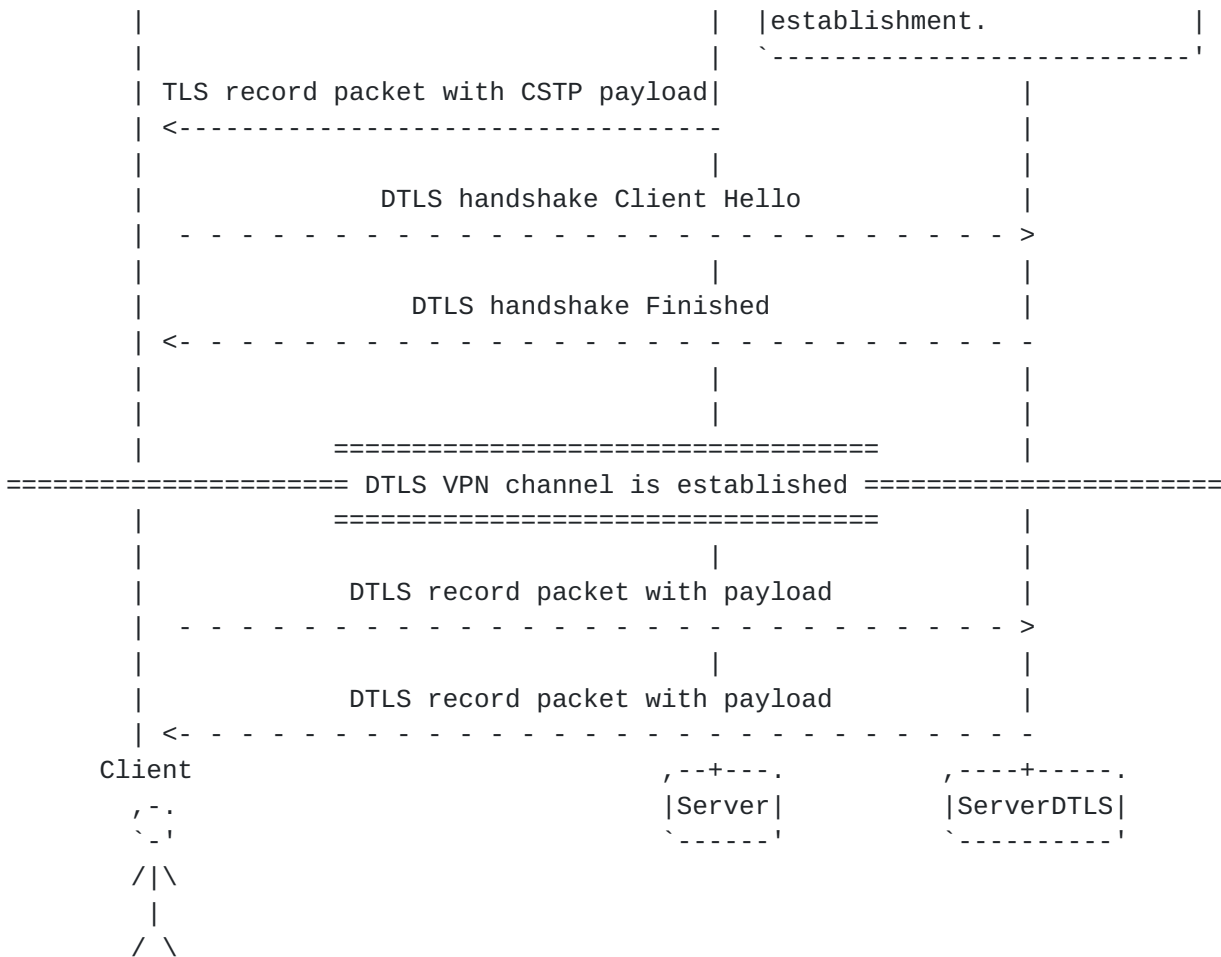 establishment.
TLS record packet with CSTP payload
DTLS handshake Client Hello
DTLS handshake Finished
DTLS VPN channel is established
DTLS record packet with payload
DTLS record packet with payload
Client
Server
ServerDTLS